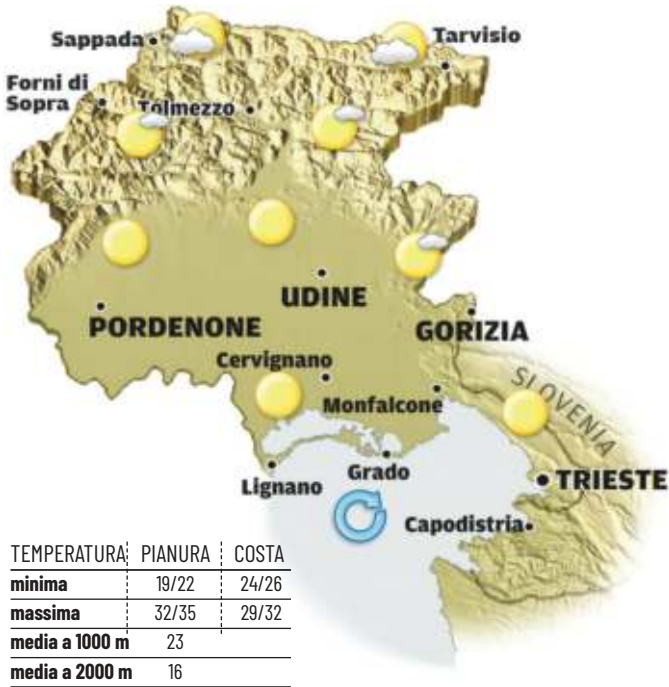 Sappada
Tarvisio
Forni di
Sopra
Tolmezzo
UDINE
PORDENONE
GORIZIA
Cervignano
SLOVENIA
Monfalcone
Grado
Lignano
TRIESTE
Capodistria
TEMPERATURA PIANURA COSTA
minima 19/22 24/26
massima 32/35 29/32
media a 1000 m 23
media a 2000 m 16